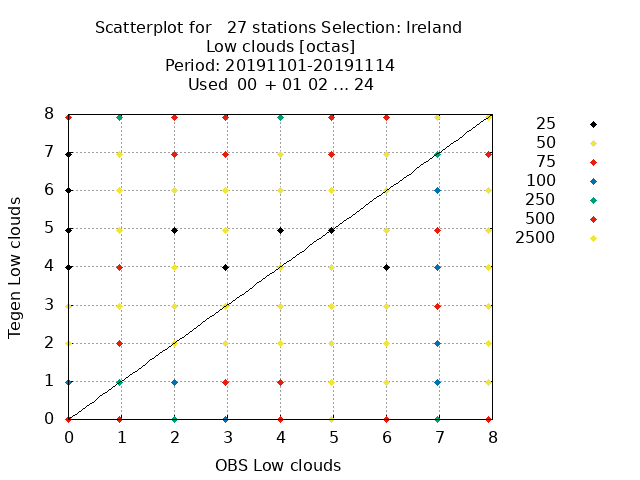 Scatterplot for   27 stations Selection: Ireland
Low clouds [octas]
Period: 20191101-20191114
Used  00  + 01 02 ... 24
8
7
6
5
4
3
2
1
0
Tegen Low clouds
0 1 2 3 4 5 6 7 8
OBS Low clouds
25
50
75
100
250
500
2500